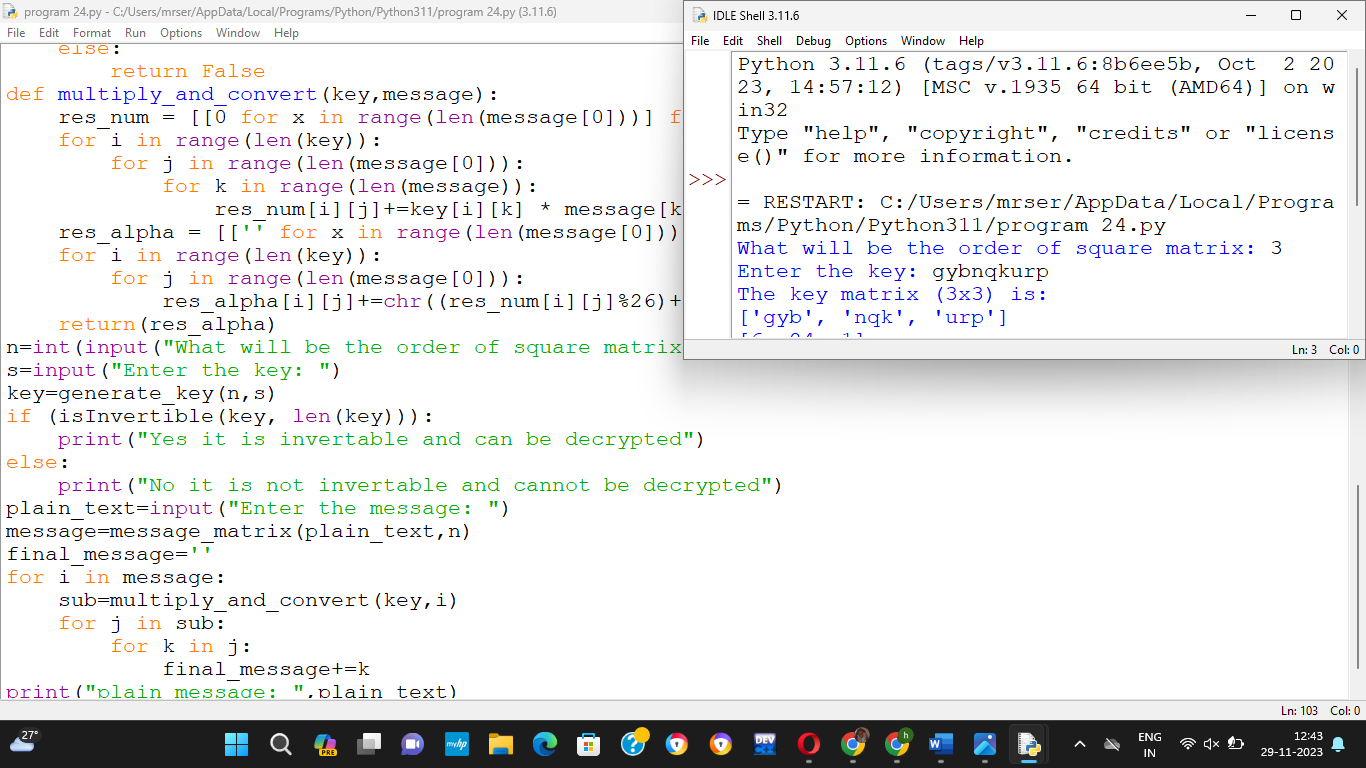 program 24.py - C:/Users/mrser/AppData/Local/Programs/Python/Python311/program 24.py (3.11.6)
File Edit Format Run Options Window Help
else:
return False
def multiply_and_convert(key,message):
res_num = [[0 for x in range(len(message[0]))] f
for i in range(len(key)):
for j in range(len(message[0])):
for k in range(len(message)):
res_num[i][j]+=key[i][k] * message[k
res_alpha = [['' for x in range(len(message[0]))
for i in range(len(key)):
for j in range(len(message[0])):
res_alpha[i][j]+=chr((res_num[i][j]%26)+
return(res_alpha)
n=int(input("What will be the order of square matrix
s=input("Enter the key: ")
key=generate_key(n,s)
if (isInvertible(key, len(key))):
print("Yes it is invertable and can be decrypted")
else:
print("No it is not invertable and cannot be decrypted")
plain_text=input("Enter the message: ")
message=message_matrix(plain_text,n)
final_message=''
for i in message:
sub=multiply_and_convert(key,i)
for j in sub:
for k in j:
final_message+=k
print("plain message: ",plain_text)
Ln: 103 Col: 0
IDLE Shell 3.11.6
File Edit Shell Debug Options Window Help
Python 3.11.6 (tags/v3.11.6:8b6ee5b, Oct  2 20
23, 14:57:12) [MSC v.1935 64 bit (AMD64)] on w
in32
Type "help", "copyright", "credits" or "licens
e()" for more information.
>>>
= RESTART: C:/Users/mrser/AppData/Local/Progra
ms/Python/Python311/program 24.py
What will be the order of square matrix: 3
Enter the key: gybnqkurp
The key matrix (3x3) is:
['gyb', 'nqk', 'urp']
Ln: 3 Col: 0
27°
PRE
myhp
DEV
h
W
ENG
IN
12:43
29-11-2023